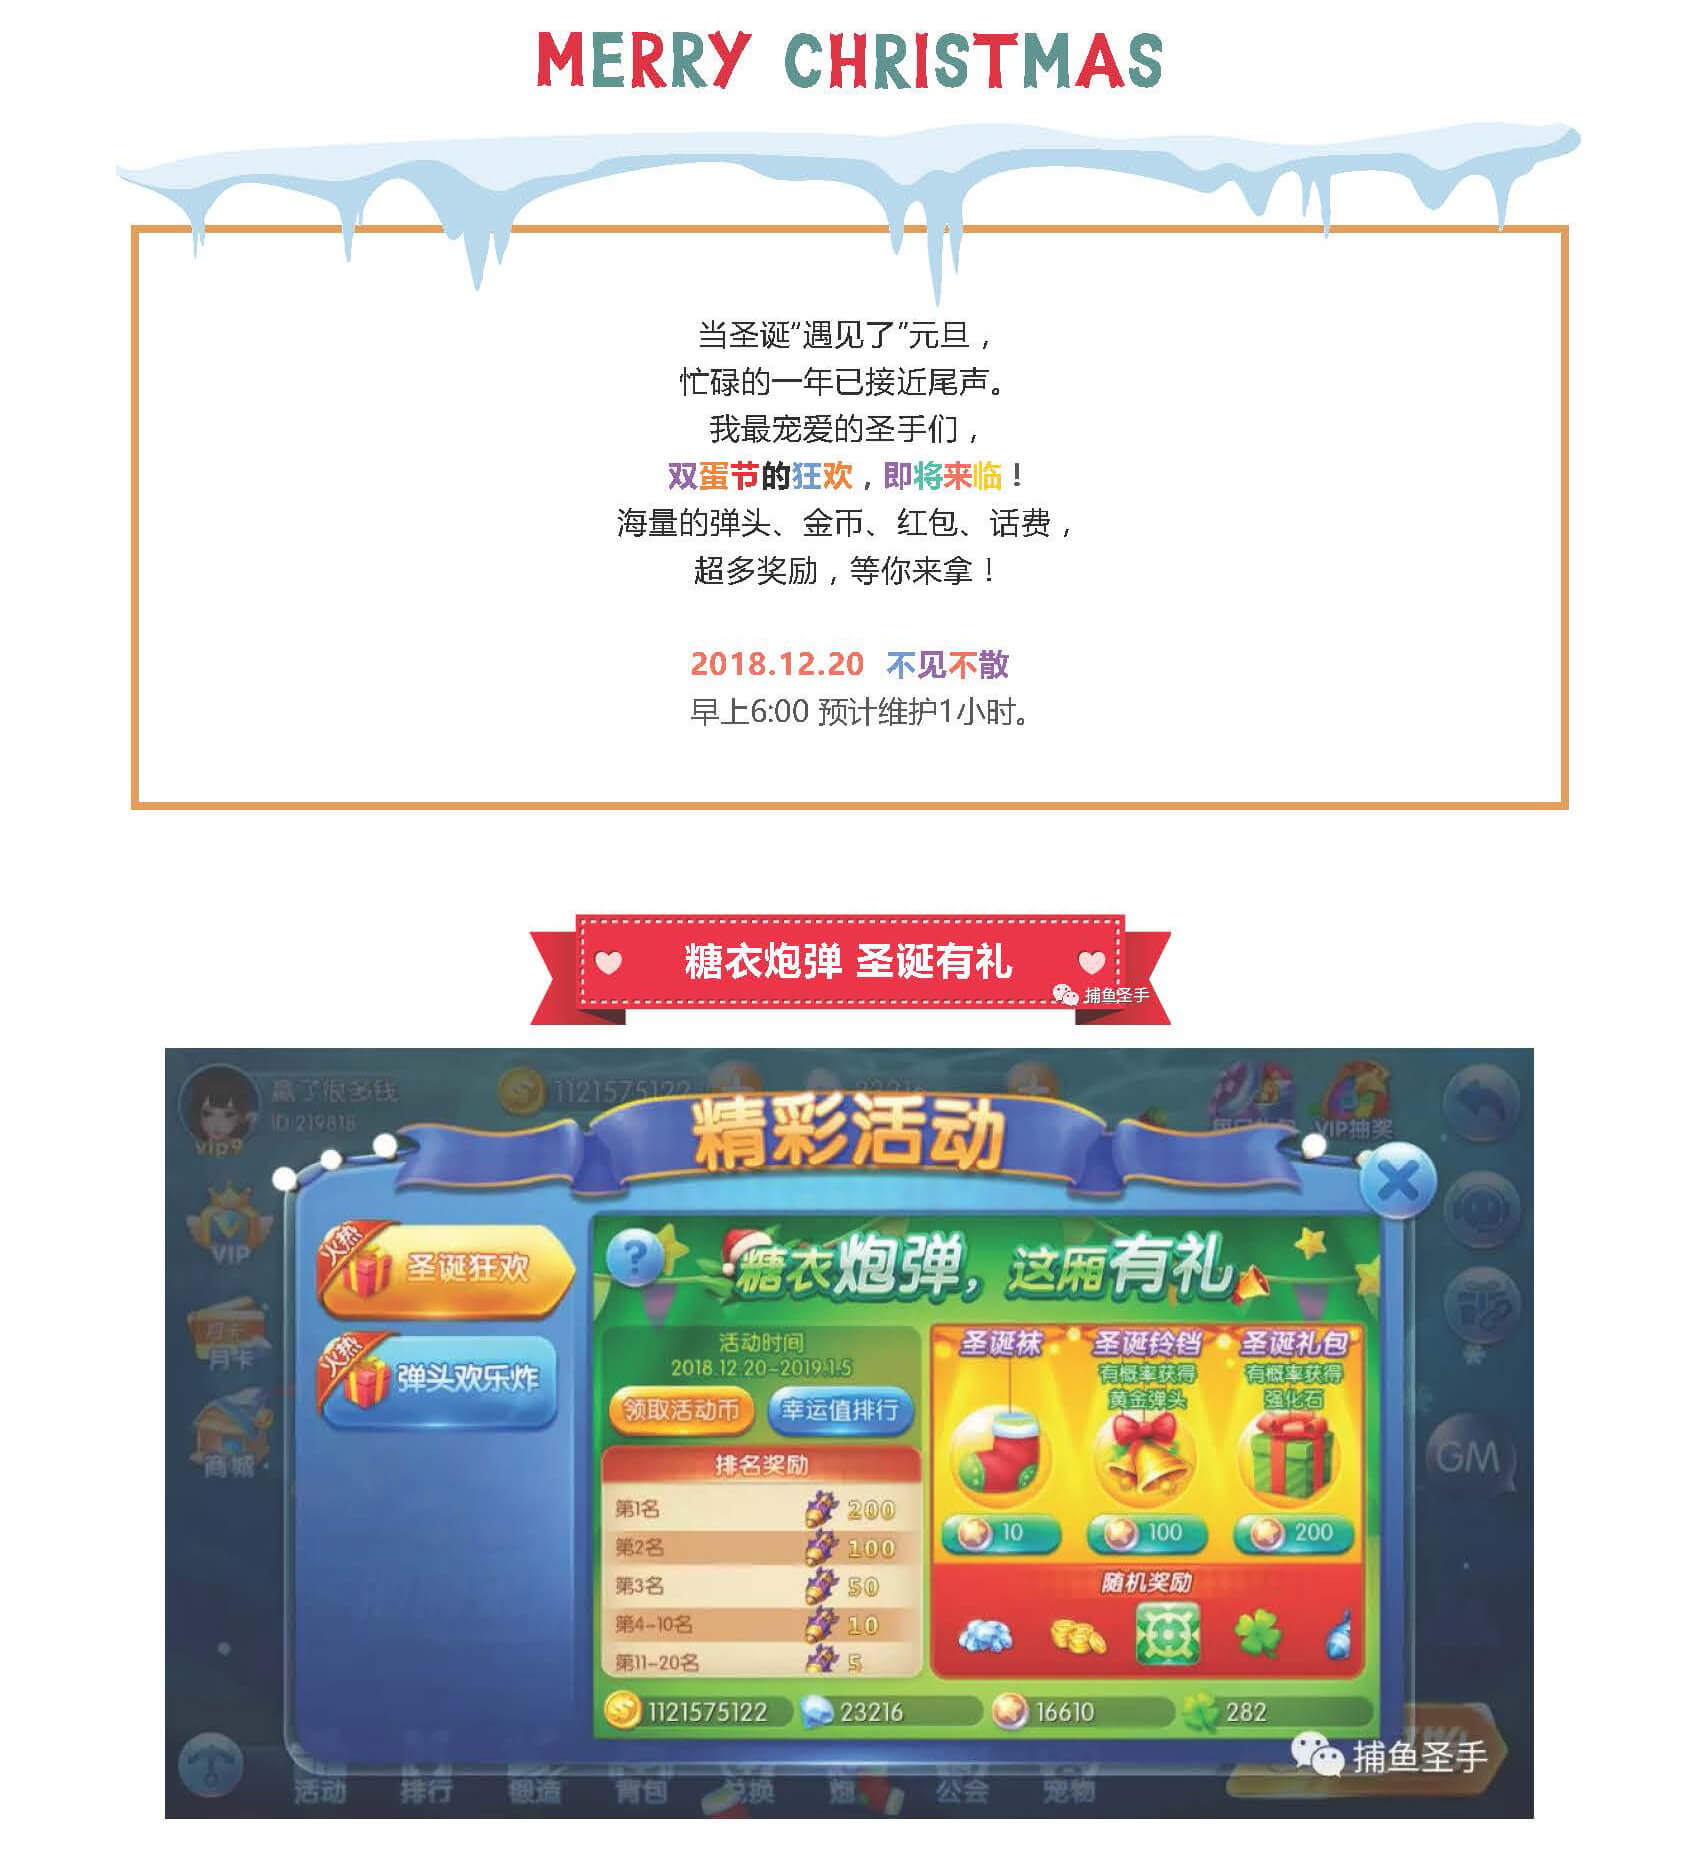 MERRY CHRISTMAS
当圣诞“遇见了”元旦，
忙碌的一年已接近尾声。
我最宠爱的圣手们，
双蛋节的狂欢，即将来临！
海量的弹头、金币、红包、话费，
超多奖励，等你来拿！
2018.12.20 不见不散
早上6:00 预计维护1小时。
糖衣炮弹 圣诞有礼
捕鱼圣手
赢了很多钱
ID:219818
vip9
1121575122
23216
VIP抽奖
精彩活动
VIP
月卡
月卡
商城
GM
火热
圣诞狂欢
火热
弹头欢乐炸
?
糖衣炮弹，这厢有礼
活动时间
2018.12.20-2019.1.5
领取活动币
幸运值排行
排名奖励
第1名 200
第2名 100
第3名 50
第4-10名 10
第11-20名 5
圣诞袜 圣诞铃铛 圣诞礼包
有概率获得 有概率获得
黄金弹头 强化石
10 100 200
随机奖励
1121575122 23216 16610 282
捕鱼圣手
活动 排行 锻造 背包 兑换 炮 公会 宠物